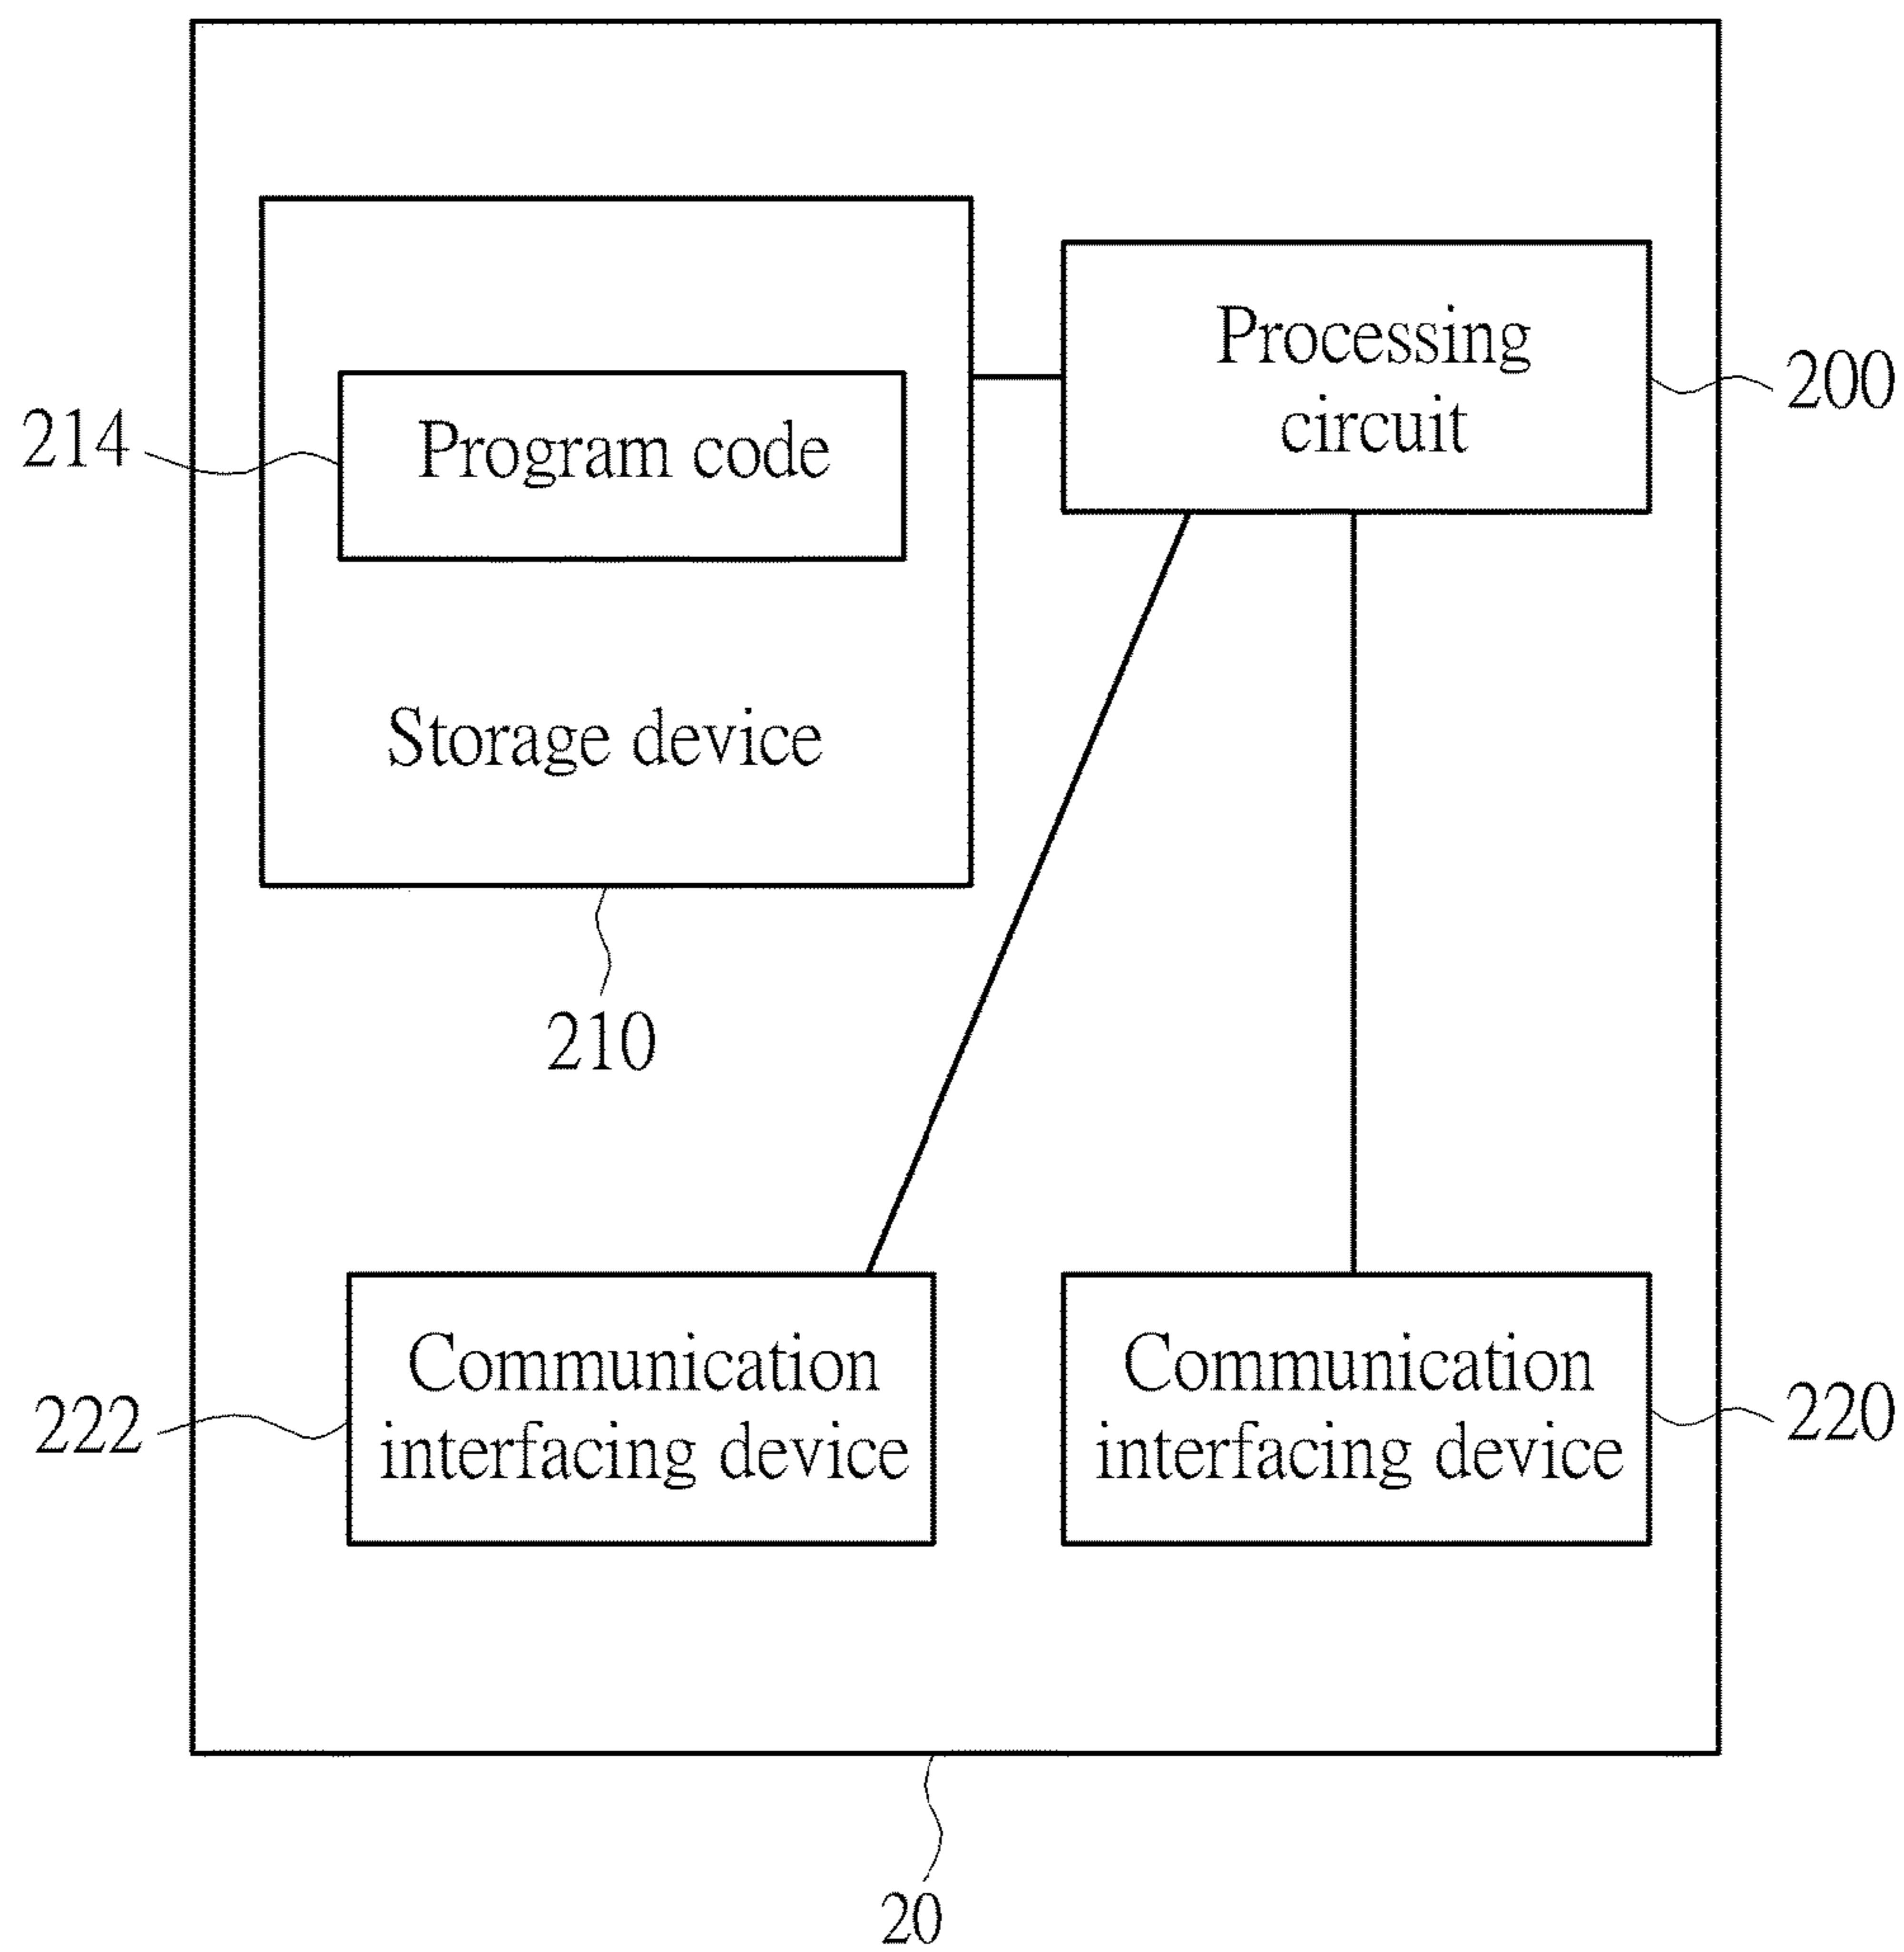 Processing
circuit
200
214
Program code
Storage device
210
Communication
interfacing device
222
Communication
interfacing device
220
20